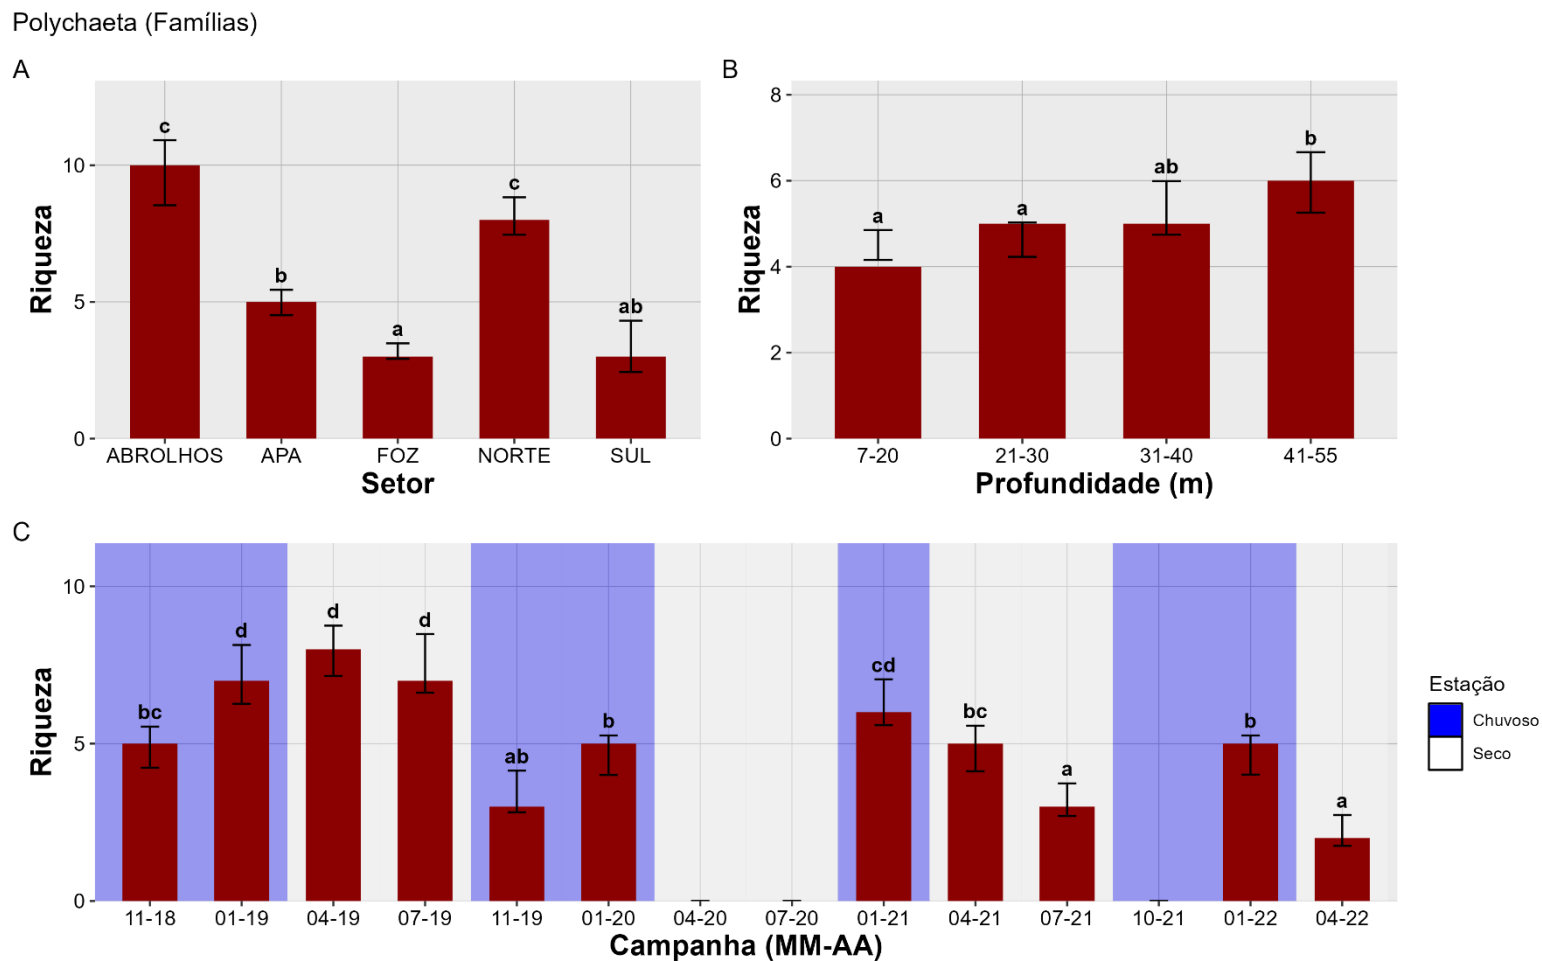 Polychaeta (Famílias)
A
c
c
b
a
ab
10
5
0
Riqueza
ABROLHOS APA FOZ NORTE SUL
Setor
B
8
6
4
2
0
a
a
ab
b
Riqueza
7-20 21-30 31-40 41-55
Profundidade (m)
C
10
5
0
Riqueza
bc d d d ab b cd bc a b a
11-18 01-19 04-19 07-19 11-19 01-20 04-20 07-20 01-21 04-21 07-21 10-21 01-22 04-22
Campanha (MM-AA)
Estação
Chuvoso
Seco